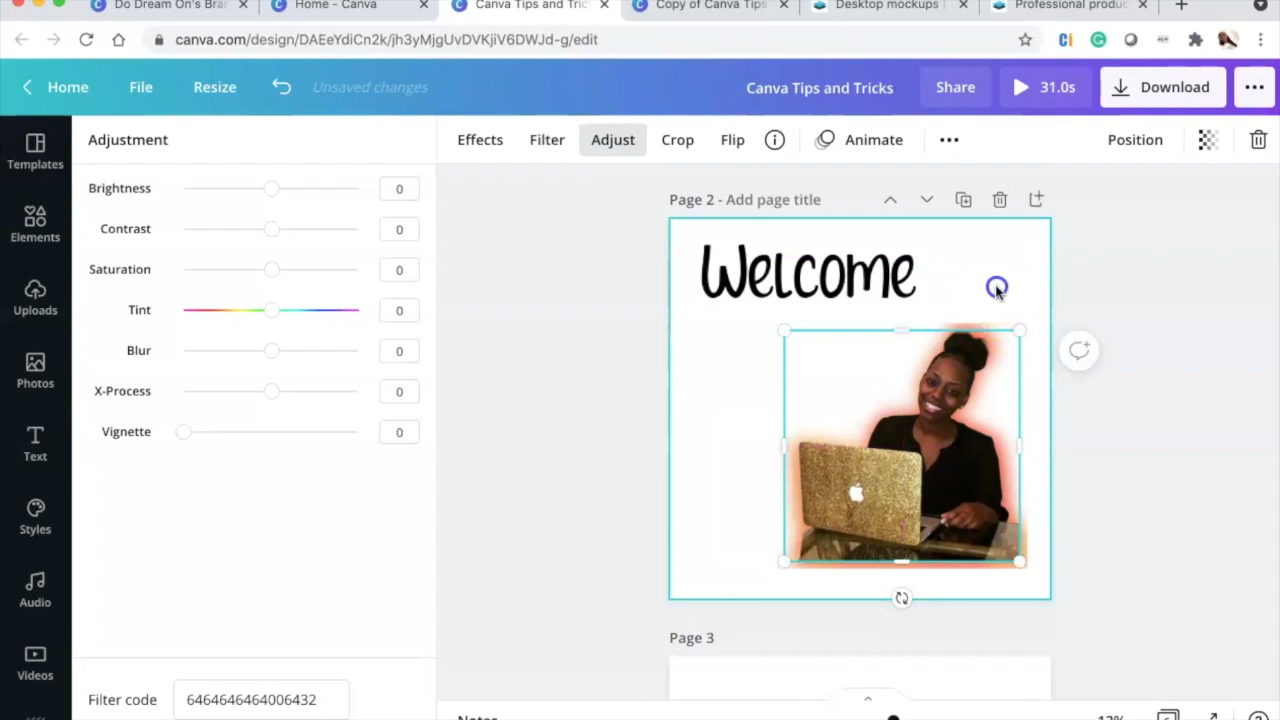 Do Dream On's Bra
Home - Canva
Canva Tips and Tric
Copy of Canva Tips
Desktop mockups
Professional produc
canva.com/design/DAEeYdiCn2k/jh3yMjgUvDVKjiV6DWJd-g/edit
Home File Resize Unsaved changes Canva Tips and Tricks Share 31.0s Download
Templates
Elements
Uploads
Photos
Text
Styles
Audio
Videos
Adjustment
Brightness 0
Contrast 0
Saturation 0
Tint 0
Blur 0
X-Process 0
Vignette 0
Filter code 6464646464006432
Effects Filter Adjust Crop Flip Animate Position
Page 2 - Add page title
Welcome
Page 3
Notes